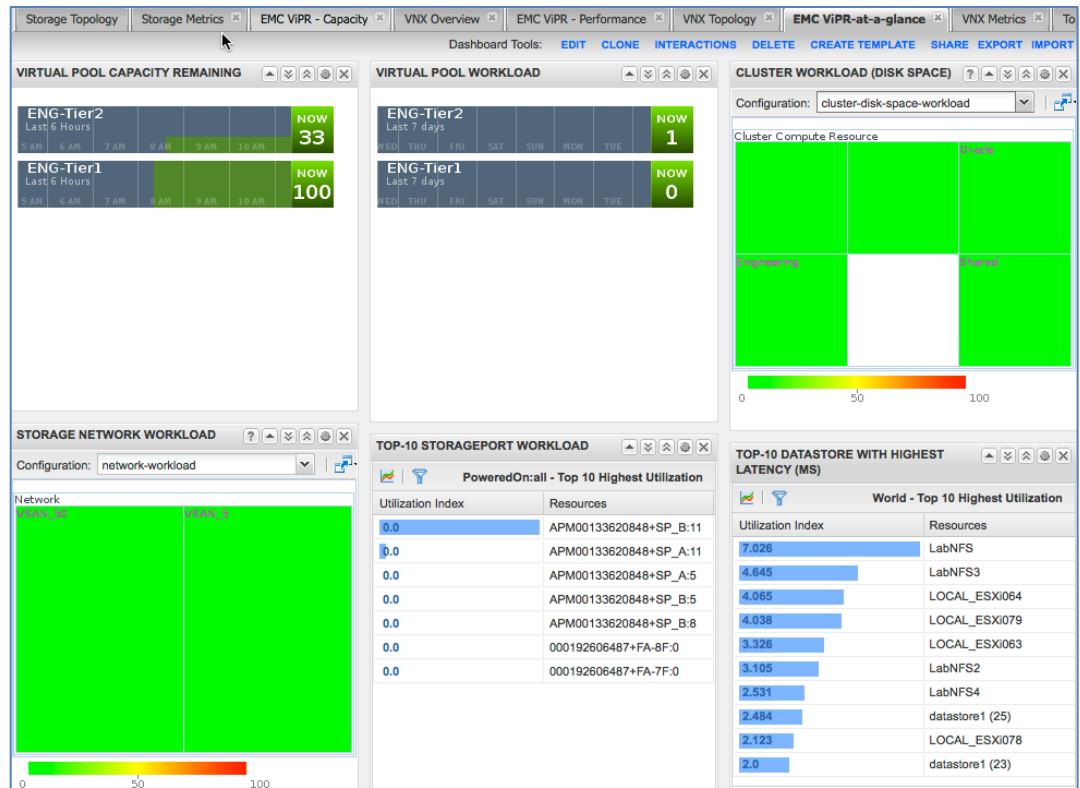 Storage Topology Storage Metrics EMC ViPR - Capacity VNX Overview EMC ViPR - Performance VNX Topology EMC ViPR-at-a-glance VNX Metrics To
Dashboard Tools: EDIT CLONE INTERACTIONS DELETE CREATE TEMPLATE SHARE EXPORT IMPORT
VIRTUAL POOL CAPACITY REMAINING
ENG-Tier2
Last 6 Hours
5 AM 6 AM 7 AM 8 AM 9 AM 10 AM
NOW
33
ENG-Tier1
Last 6 Hours
5 AM 6 AM 7 AM 8 AM 9 AM 10 AM
NOW
100
VIRTUAL POOL WORKLOAD
ENG-Tier2
Last 7 days
WED THU FRI SAT SUN MON TUE
NOW
1
ENG-Tier1
Last 7 days
WED THU FRI SAT SUN MON TUE
NOW
0
CLUSTER WORKLOAD (DISK SPACE) ?
Configuration: cluster-disk-space-workload
Cluster Compute Resource
Oracle
Engineering Shared
0 50 100
STORAGE NETWORK WORKLOAD ?
Configuration: network-workload
Network
0 50 100
TOP-10 STORAGEPORT WORKLOAD
PoweredOn:all - Top 10 Highest Utilization
Utilization Index Resources
0.0 APM00133620848+SP_B:11
0.0 APM00133620848+SP_A:11
0.0 APM00133620848+SP_A:5
0.0 APM00133620848+SP_B:5
0.0 APM00133620848+SP_B:8
0.0 000192606487+FA-8F:0
0.0 000192606487+FA-7F:0
TOP-10 DATASTORE WITH HIGHEST
LATENCY (MS)
World - Top 10 Highest Utilization
Utilization Index Resources
7.026 LabNFS
4.645 LabNFS3
4.065 LOCAL_ESXi064
4.038 LOCAL_ESXi079
3.326 LOCAL_ESXi063
3.105 LabNFS2
2.531 LabNFS4
2.484 datastore1 (25)
2.123 LOCAL_ESXi078
2.0 datastore1 (23)